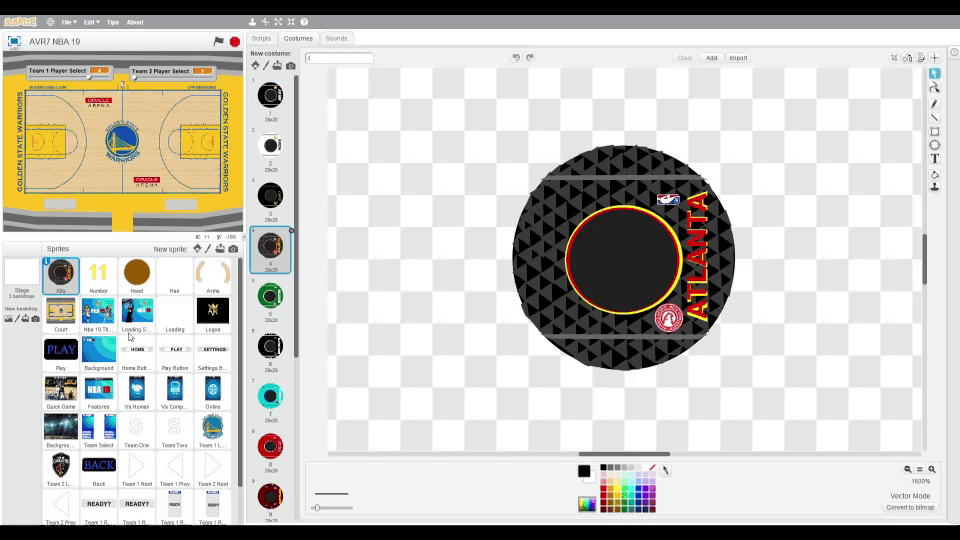 SCRATCH File Edit Tips About
AVR7 NBA 19
Team 1 Player Select
Team 2 Player Select
WARRIORS.COM
#WARRIORS
ORACLE
ARENA
GOLDEN STATE WARRIORS
GOLDEN STATE
WARRIORS
GOLDEN STATE WARRIORS
ORACLE
ARENA
X: 11 Y: -180
Sprites New sprite:
Stage
3 backdrops
New backdrop:
Kits Number Head Hair Arms
11
Court Nba 19 Titl... Loading S... Loading Logos
PLAY HOME PLAY SETTINGS
Play Background Home Butt... Play Button Settings B...
NBA 19
Quick Game Features Vs Human Vs Comp... Online
Backgrou... Team Select Team One Team Two Team 1 L...
BACK
Team 2 L... Back Team 1 Next Team 1 Prev Team 2 Next
READY? READY? READY? READY?
Team 2 Prev Team 1 R... Team 1 R... Team 1 R... Team 1 R...
Scripts Costumes Sounds
New costume:
1
28x28
2
28x28
3
28x28
4
28x28
5
28x28
6
28x28
7
28x28
8
28x28
9
28x28
4
Clear Add Import
ATLANTA
T
1600%
Vector Mode
Convert to bitmap